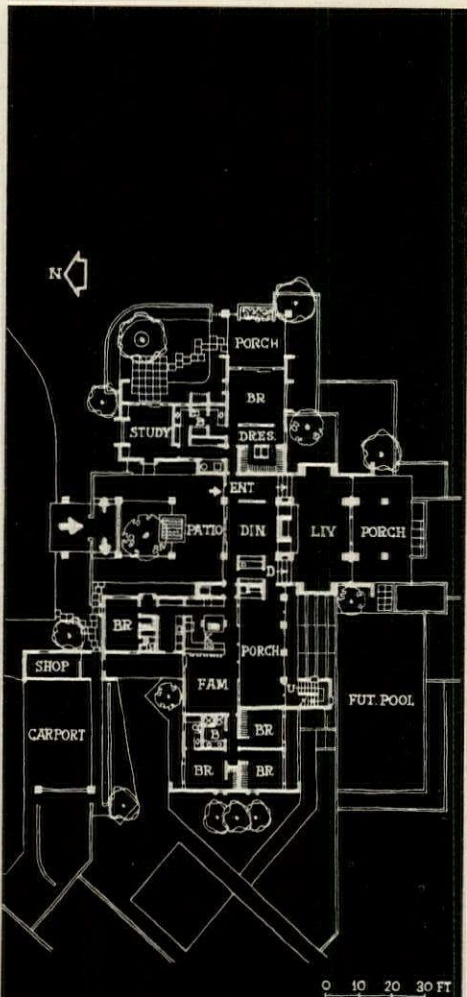 N
PORCH
BR
STUDY
B
DRES.
ENT
PATIO
DIN
LIV
PORCH
D
BR
PORCH
SHOP
FAM
U
CARPORT
FUT. POOL
B
BR
BR
BR
0 10 20 30 FT